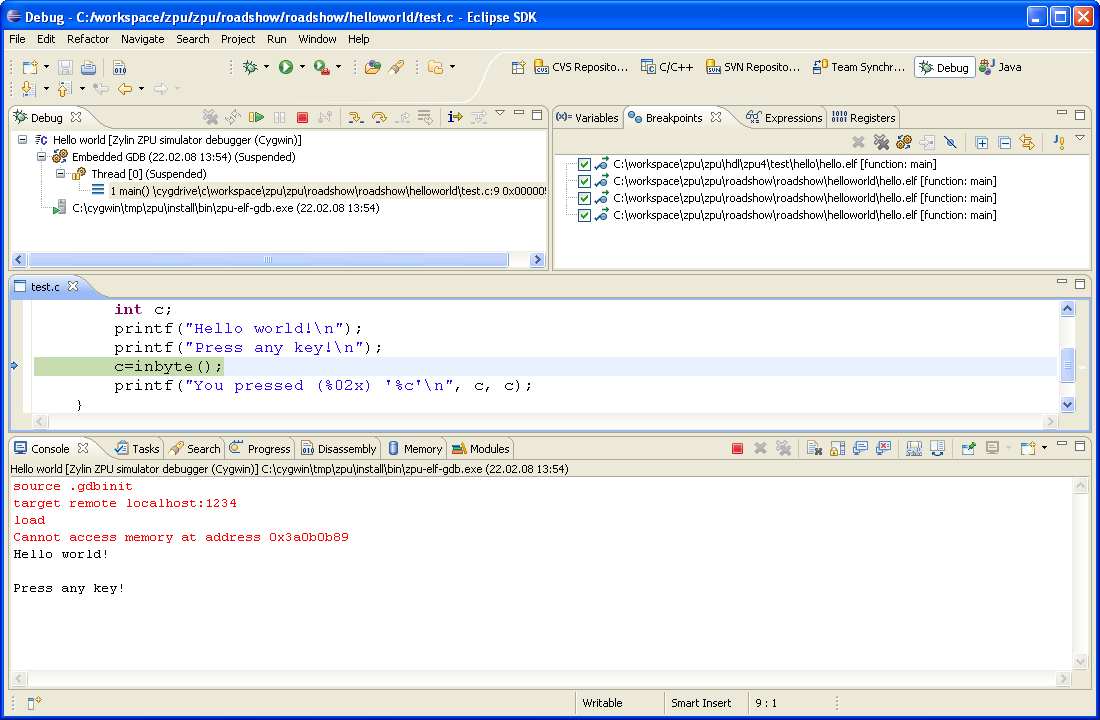 Debug - C:/workspace/zpu/zpu/roadshow/roadshow/helloworld/test.c - Eclipse SDK
File Edit Refactor Navigate Search Project Run Window Help
CVS Reposito... C/C++ SVN Reposito... Team Synchr... Debug Java
Debug
(x)= Variables Breakpoints Expressions Registers
Hello world [Zylin ZPU simulator debugger (Cygwin)]
Embedded GDB (22.02.08 13:54) (Suspended)
Thread [0] (Suspended)
1 main() \cygdrive\c\workspace\zpu\zpu\roadshow\roadshow\helloworld\test.c:9 0x00000
C:\cygwin\tmp\zpu\install\bin\zpu-elf-gdb.exe (22.02.08 13:54)
C:\workspace\zpu\zpu\hdl\zpu4\test\hello\hello.elf [function: main]
C:\workspace\zpu\zpu\roadshow\roadshow\helloworld\hello.elf [function: main]
C:\workspace\zpu\zpu\roadshow\roadshow\helloworld\hello.elf [function: main]
C:\workspace\zpu\zpu\roadshow\roadshow\helloworld\hello.elf [function: main]
test.c
int c;
printf("Hello world!\n");
printf("Press any key!\n");
c=inbyte();
printf("You pressed (%02x) '%c'\n", c, c);
}
Console Tasks Search Progress Disassembly Memory Modules
Hello world [Zylin ZPU simulator debugger (Cygwin)] C:\cygwin\tmp\zpu\install\bin\zpu-elf-gdb.exe (22.02.08 13:54)
source .gdbinit
target remote localhost:1234
load
Cannot access memory at address 0x3a0b0b89
Hello world!
Press any key!
Writable Smart Insert 9 : 1